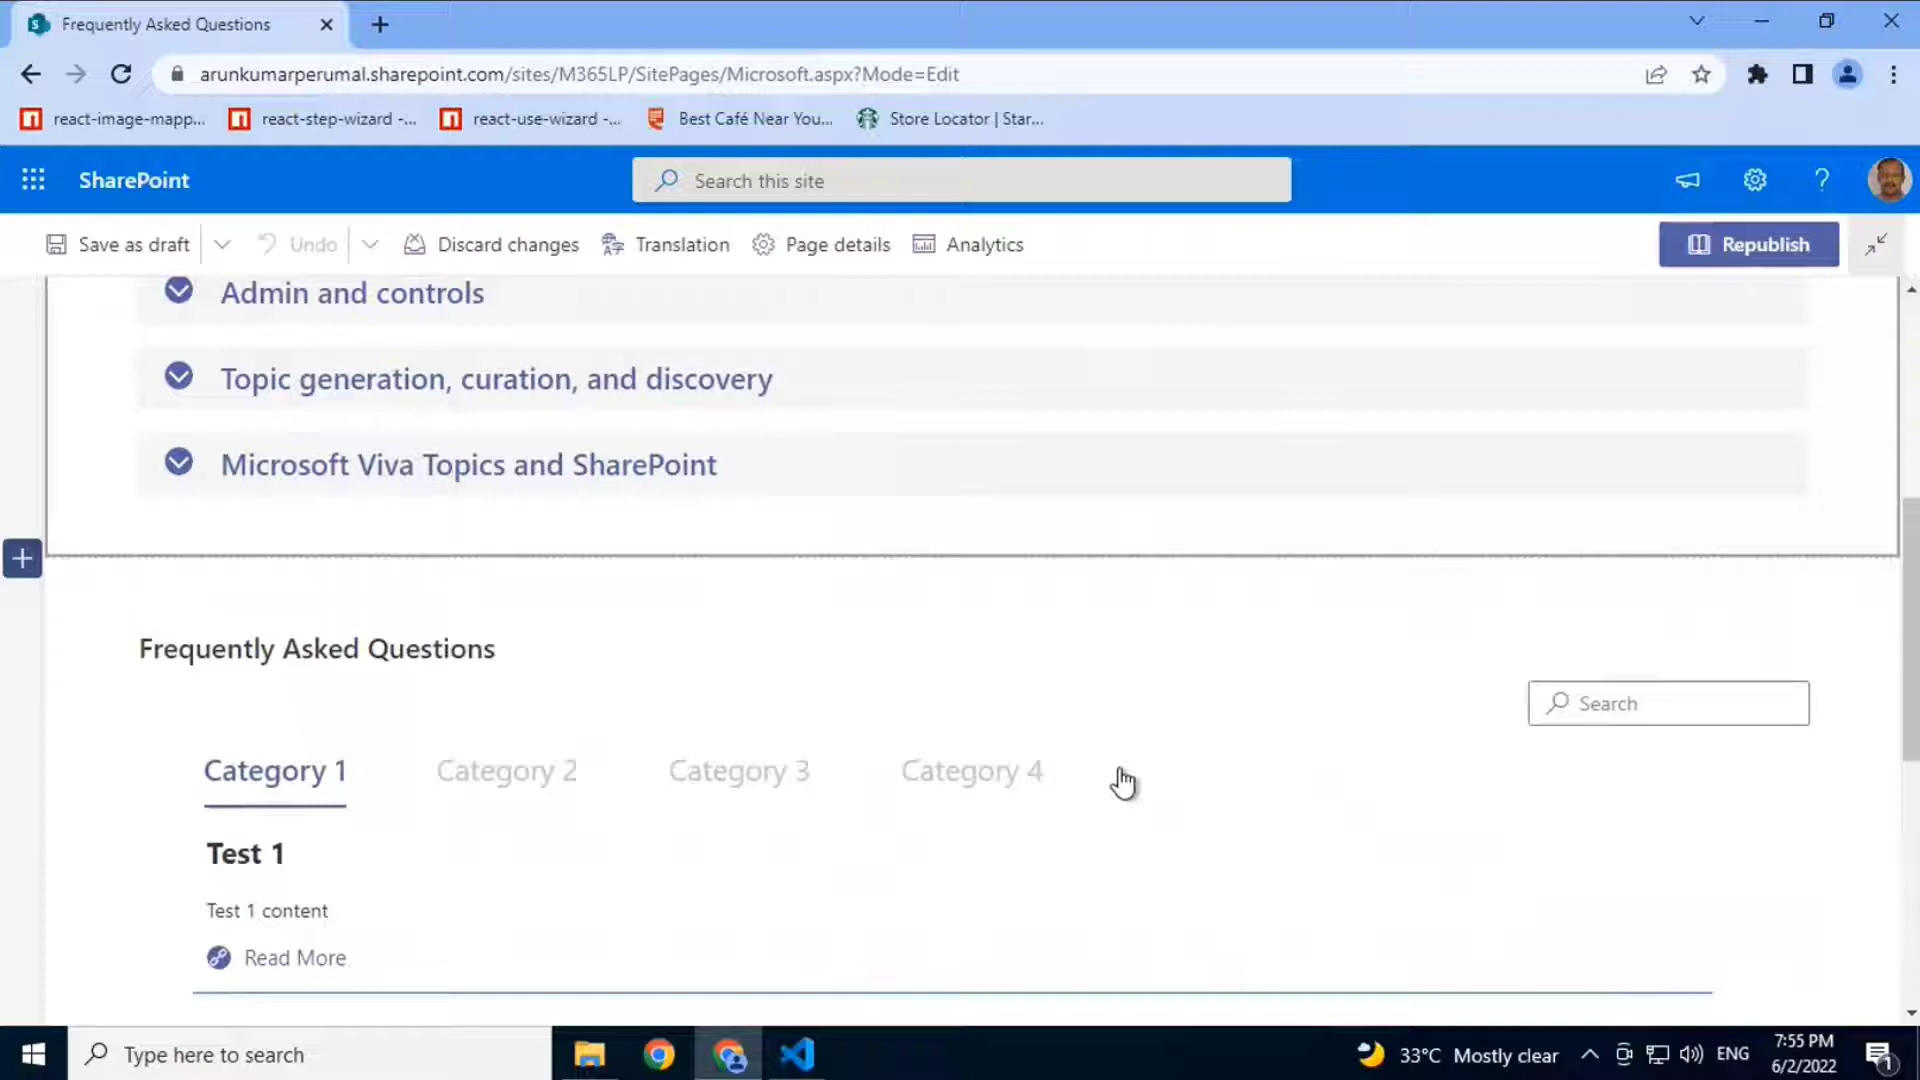 Frequently Asked Questions
arunkumarperumal.sharepoint.com/sites/M365LP/SitePages/Microsoft.aspx?Mode=Edit
react-image-mapp... react-step-wizard -... react-use-wizard -... Best Café Near You... Store Locator | Star...
SharePoint Search this site
Save as draft Undo Discard changes Translation Page details Analytics Republish
Admin and controls
Topic generation, curation, and discovery
Microsoft Viva Topics and SharePoint
Frequently Asked Questions
Search
Category 1 Category 2 Category 3 Category 4
Test 1
Test 1 content
Read More
Type here to search 33°C Mostly clear ENG 7:55 PM
6/2/2022 1